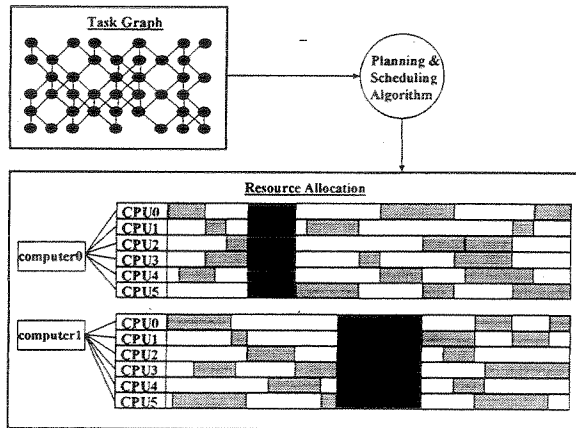 Task Graph
Planning &
Scheduling
Algorithm
Resource Allocation
computer0
CPU0
CPU1
CPU2
CPU3
CPU4
CPU5
computer1
CPU0
CPU1
CPU2
CPU3
CPU4
CPU5